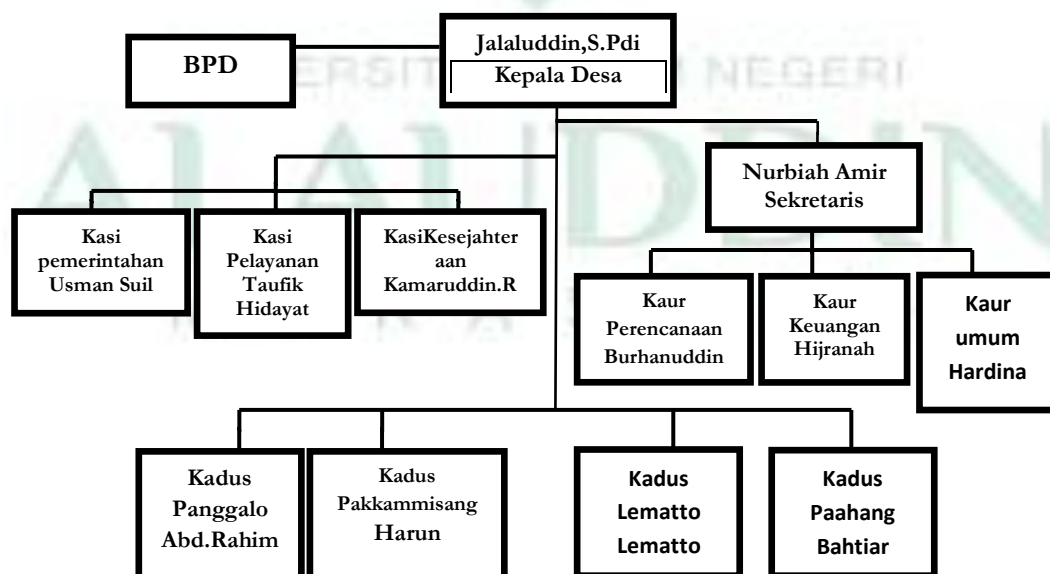 BPD
Jalaluddin,S.Pdi
Kepala Desa
NEGERI
ALAUDDIN
Nurbiah Amir
Sekretaris
Kasi
pemerintahan
Usman Suil
Kasi
Pelayanan
Taufik
Hidayat
KasiKesejahter
aan
Kamaruddin.R
Kaur
Perencanaan
Burhanuddin
Kaur
Keuangan
Hijranah
Kaur
umum
Hardina
Kadus
Panggalo
Abd.Rahim
Kadus
Pakkammisang
Harun
Kadus
Lematto
Lematto
Kadus
Paahang
Bahtiar